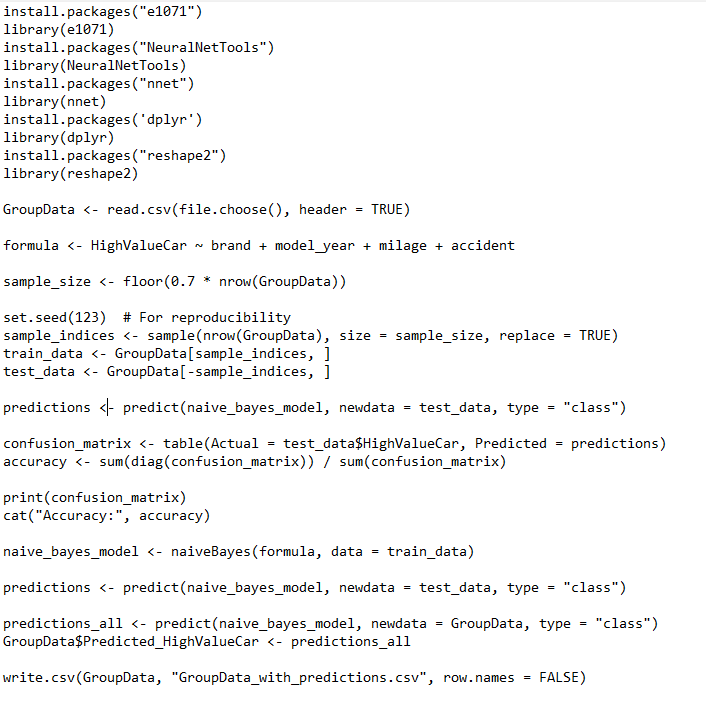 install.packages("e1071")
library(e1071)
install.packages("NeuralNetTools")
library(NeuralNetTools)
install.packages("nnet")
library(nnet)
install.packages('dplyr')
library(dplyr)
install.packages("reshape2")
library(reshape2)
GroupData <- read.csv(file.choose(), header = TRUE)
formula <- HighValueCar ~ brand + model_year + milage + accident
sample_size <- floor(0.7 * nrow(GroupData))
set.seed(123)  # For reproducibility
sample_indices <- sample(nrow(GroupData), size = sample_size, replace = TRUE)
train_data <- GroupData[sample_indices, ]
test_data <- GroupData[-sample_indices, ]
predictions <- predict(naive_bayes_model, newdata = test_data, type = "class")
confusion_matrix <- table(Actual = test_data$HighValueCar, Predicted = predictions)
accuracy <- sum(diag(confusion_matrix)) / sum(confusion_matrix)
print(confusion_matrix)
cat("Accuracy:", accuracy)
naive_bayes_model <- naiveBayes(formula, data = train_data)
predictions <- predict(naive_bayes_model, newdata = test_data, type = "class")
predictions_all <- predict(naive_bayes_model, newdata = GroupData, type = "class")
GroupData$Predicted_HighValueCar <- predictions_all
write.csv(GroupData, "GroupData_with_predictions.csv", row.names = FALSE)